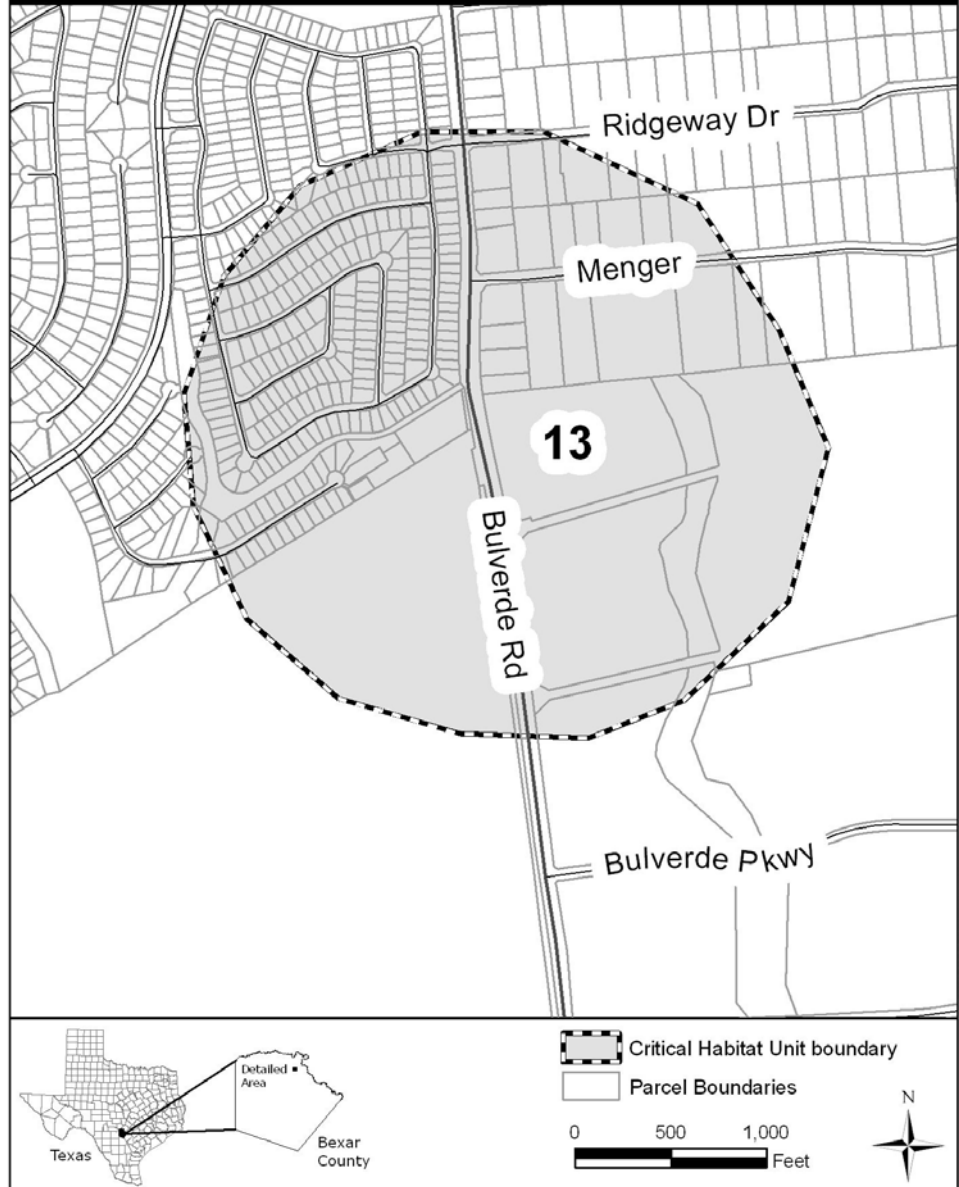 Ridgeway Dr
Menger
13
Bulverde Rd
Bulverde Pkwy
Detailed
Area
Texas
Bexar
County
Critical Habitat Unit boundary
Parcel Boundaries
0 500 1,000
Feet
N